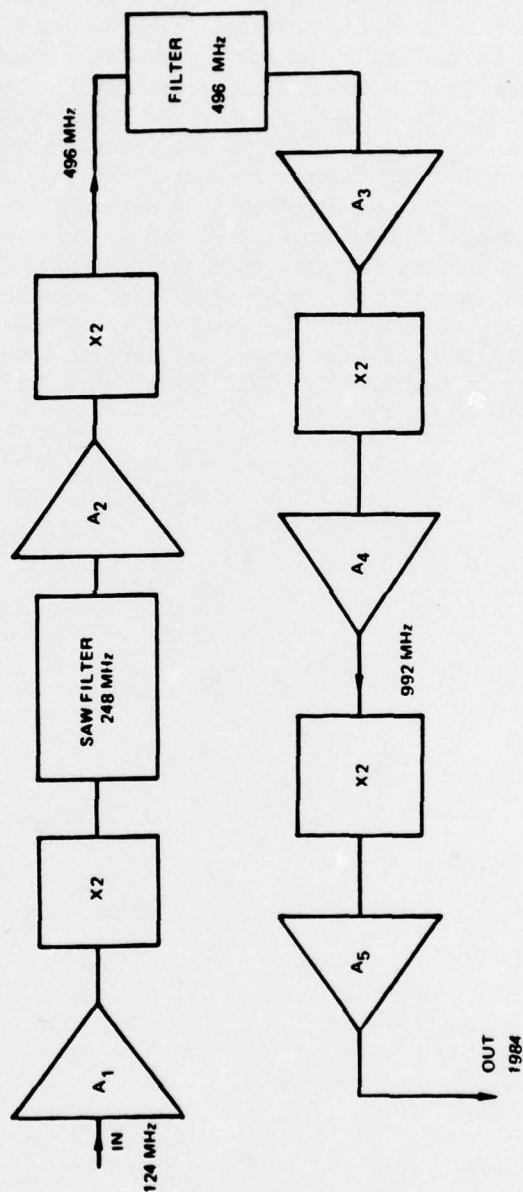 IN
124 MHz
A1
X2
SAW FILTER
248 MHz
A2
X2
496 MHz
FILTER
496 MHz
A3
X2
A4
992 MHz
X2
A5
OUT
1984